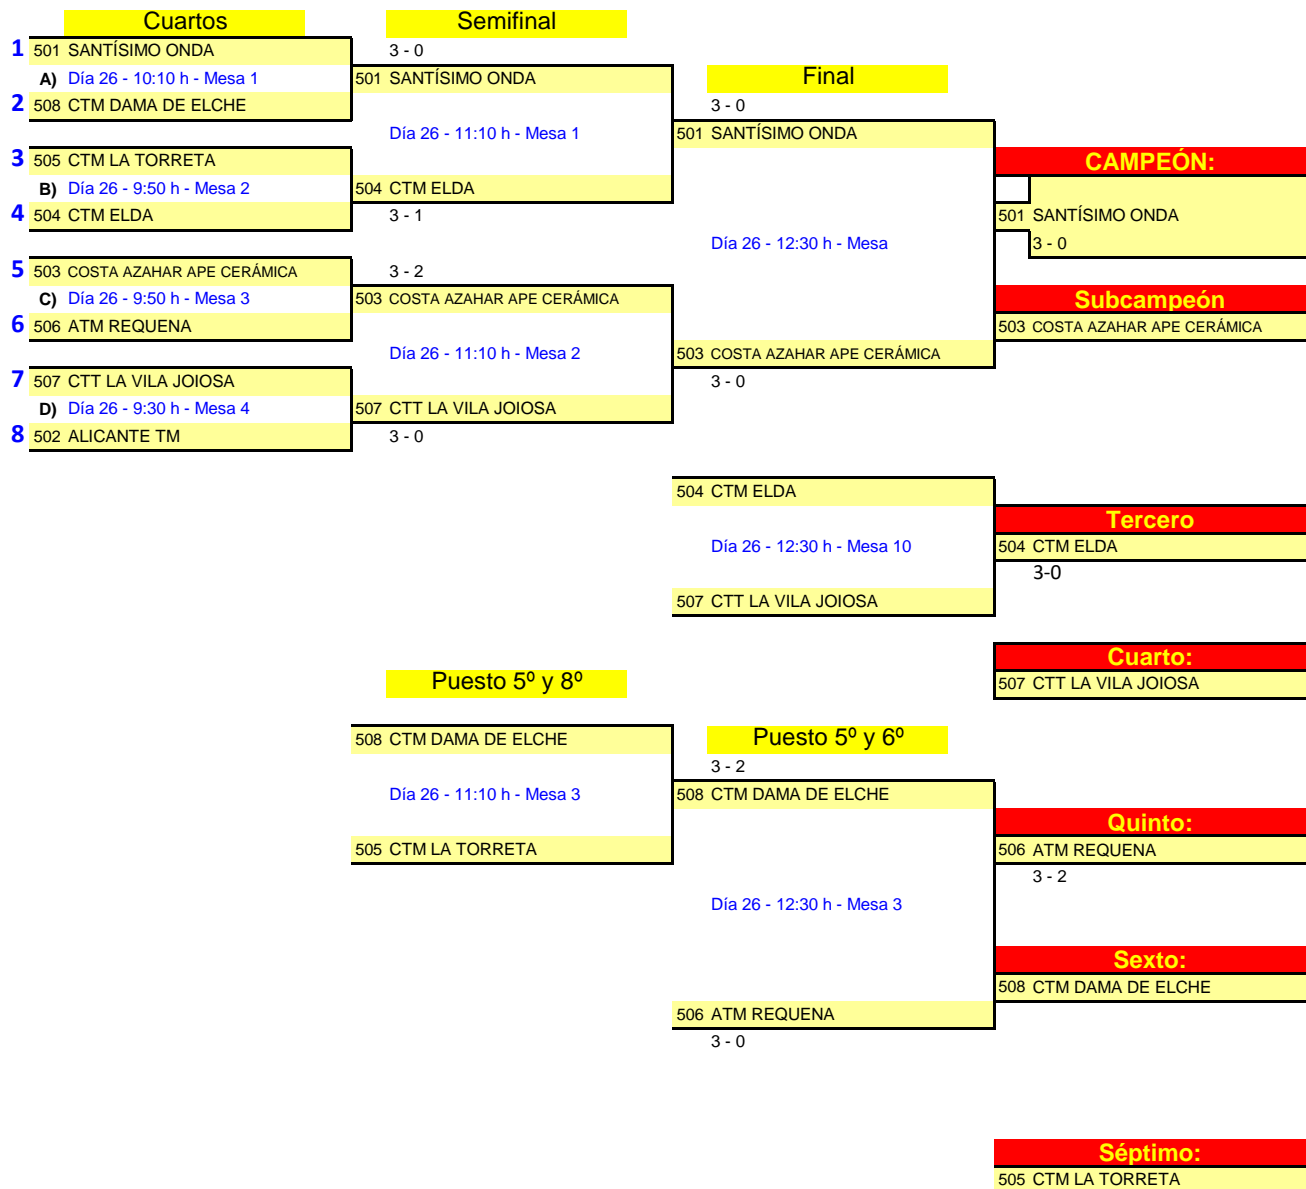 Cuartos
Semifinal
1 501 SANTÍSIMO ONDA
3 - 0
A) Día 26 - 10:10 h - Mesa 1
501 SANTÍSIMO ONDA
Final
2 508 CTM DAMA DE ELCHE
3 - 0
Día 26 - 11:10 h - Mesa 1
501 SANTÍSIMO ONDA
3 505 CTM LA TORRETA
CAMPEÓN:
B) Día 26 - 9:50 h - Mesa 2
504 CTM ELDA
4 504 CTM ELDA
3 - 1
501 SANTÍSIMO ONDA
Día 26 - 12:30 h - Mesa
3 - 0
5 503 COSTA AZAHAR APE CERÁMICA
3 - 2
C) Día 26 - 9:50 h - Mesa 3
503 COSTA AZAHAR APE CERÁMICA
Subcampeón
6 506 ATM REQUENA
503 COSTA AZAHAR APE CERÁMICA
Día 26 - 11:10 h - Mesa 2
503 COSTA AZAHAR APE CERÁMICA
7 507 CTT LA VILA JOIOSA
3 - 0
D) Día 26 - 9:30 h - Mesa 4
507 CTT LA VILA JOIOSA
8 502 ALICANTE TM
3 - 0
504 CTM ELDA
Tercero
Día 26 - 12:30 h - Mesa 10
504 CTM ELDA
3-0
507 CTT LA VILA JOIOSA
Cuarto:
Puesto 5º y 8º
507 CTT LA VILA JOIOSA
508 CTM DAMA DE ELCHE
Puesto 5º y 6º
3 - 2
Día 26 - 11:10 h - Mesa 3
508 CTM DAMA DE ELCHE
Quinto:
505 CTM LA TORRETA
506 ATM REQUENA
3 - 2
Día 26 - 12:30 h - Mesa 3
Sexto:
508 CTM DAMA DE ELCHE
506 ATM REQUENA
3 - 0
Séptimo:
505 CTM LA TORRETA